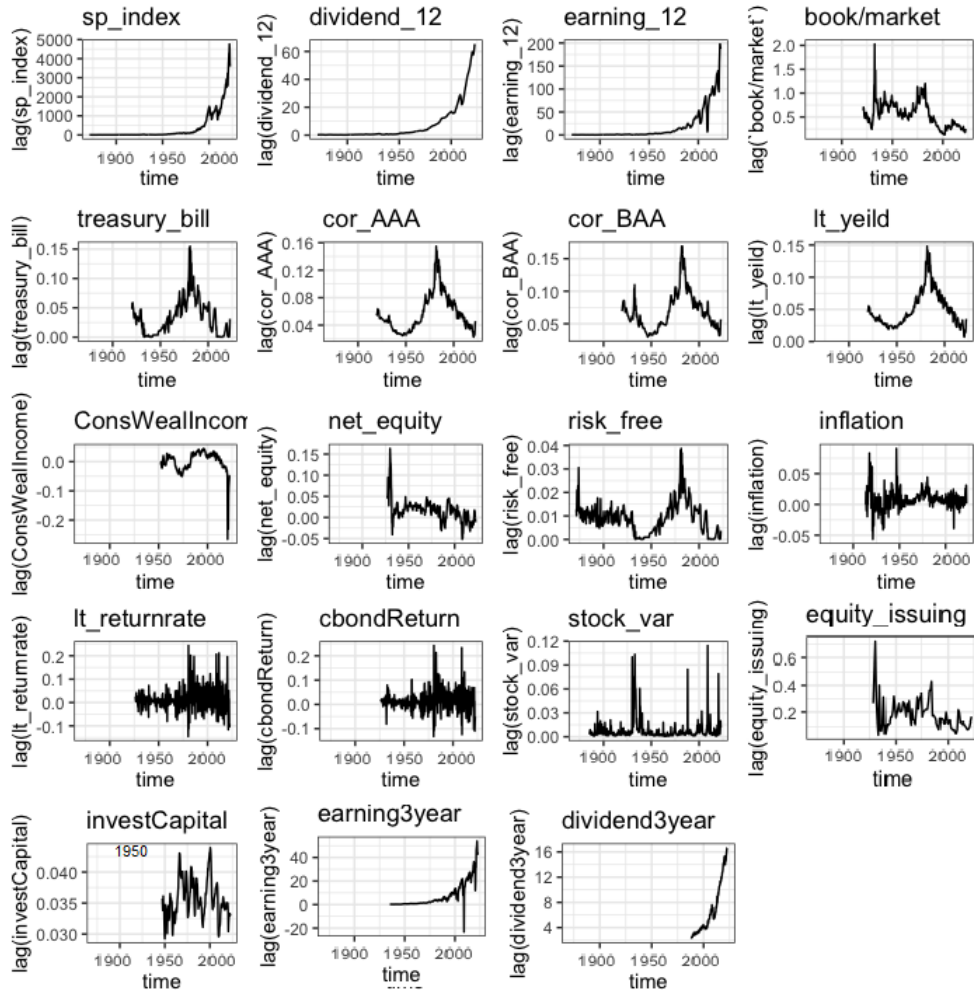 sp_index
dividend_12
earning_12
book/market
lag(sp_index)
5000
4000
3000
2000
1000
0
1900
1950
2000
time
lag(dividend_12)
60
40
20
0
1900
1950
2000
time
lag(earning_12)
200
150
100
50
0
1900
1950
2000
time
lag(`book/market`)
2.0
1.5
1.0
0.5
1900
1950
2000
time
treasury_bill
cor_AAA
cor_BAA
lt_yeild
lag(treasury_bill)
0.15
0.10
0.05
0.00
1900
1950
2000
time
lag(cor_AAA)
0.16
0.12
0.08
0.04
1900
1950
2000
time
lag(cor_BAA)
0.15
0.10
0.05
1900
1950
2000
time
lag(lt_yeild)
0.15
0.10
0.05
0.00
1900
1950
2000
time
ConsWealIncom
net_equity
risk_free
inflation
lag(ConsWealIncome)
0.0
-0.1
-0.2
1900
1950
2000
time
lag(net_equity)
0.15
0.10
0.05
0.00
-0.05
1900
1950
2000
time
lag(risk_free)
0.04
0.03
0.02
0.01
0.00
1900
1950
2000
time
lag(inflation)
0.05
0.00
-0.05
1900
1950
2000
time
lt_returnrate
cbondReturn
stock_var
equity_issuing
lag(lt_returnrate)
0.2
0.1
0.0
-0.1
1900
1950
2000
time
lag(cbondReturn)
0.2
0.1
0.0
-0.1
1900
1950
2000
time
lag(stock_var)
0.12
0.09
0.06
0.03
0.00
1900
1950
2000
time
lag(equity_issuing)
0.6
0.4
0.2
1900
1950
2000
time
investCapital
earning3year
dividend3year
lag(investCapital)
1950
0.040
0.035
0.030
1900
1950
2000
time
lag(earning3year)
40
20
0
-20
1900
1950
2000
time
lag(dividend3year)
16
12
8
4
1900
1950
2000
time